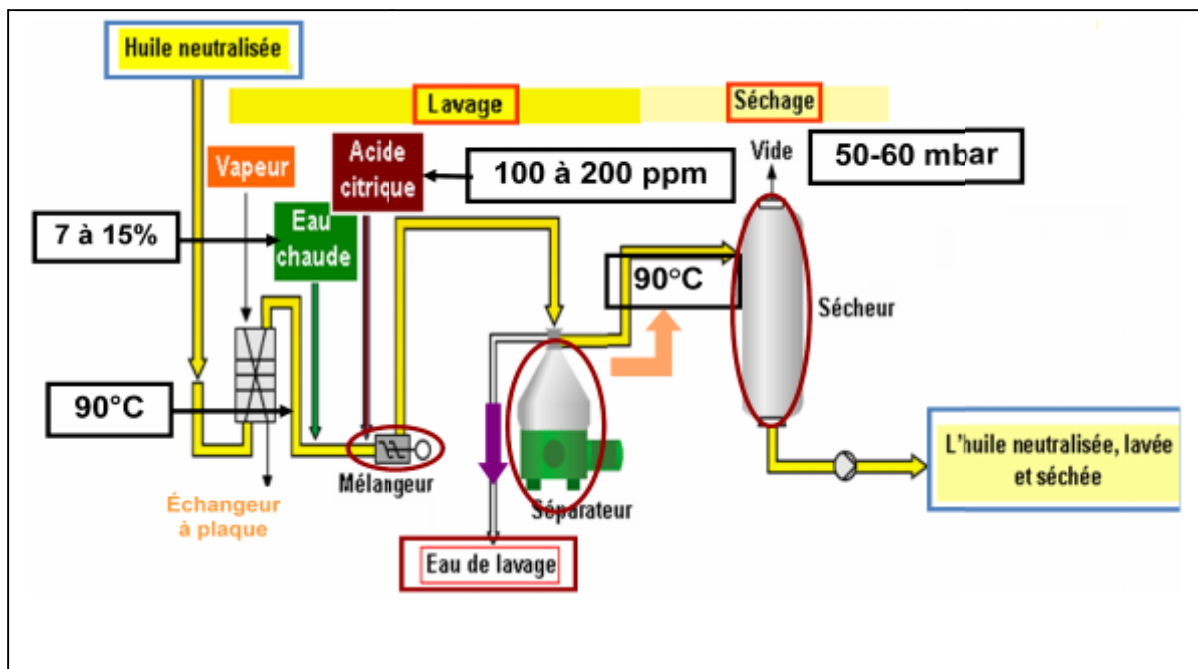 Huile neutralisée
Lavage
Séchage
Vapeur
Acide
citrique
100 à 200 ppm
Vide
50-60 mbar
7 à 15%
Eau
chaude
90°C
Sécheur
90°C
Mélangeur
Échangeur
à plaque
Séparateur
Eau de lavage
L'huile neutralisée, lavée
et séchée